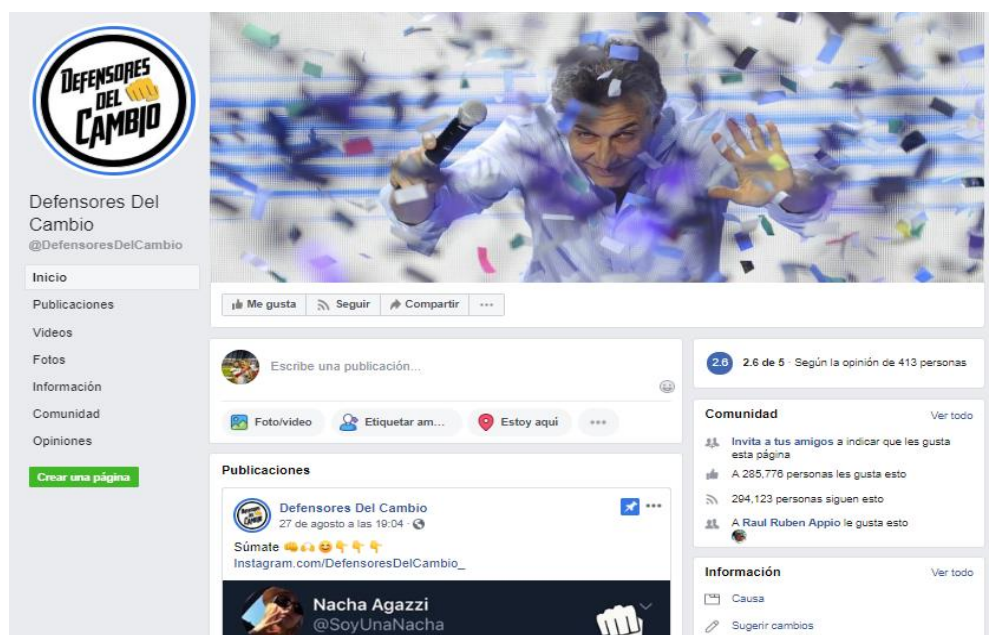 DEFENSORES
DEL
CAMBIO
Defensores Del
Cambio
@DefensoresDelCambio
Inicio
Publicaciones
Videos
Fotos
Información
Comunidad
Opiniones
Crear una página
Me gusta
Seguir
Compartir
Escribe una publicación...
Foto/video
Etiquetar am...
Estoy aquí
Publicaciones
Defensores Del Cambio
27 de agosto a las 19:04 ·
Súmate
Instagram.com/DefensoresDelCambio_
Nacha Agazzi
@SoyUnaNacha
2.6
2.6 de 5 · Según la opinión de 413 personas
Comunidad
Ver todo
Invita a tus amigos a indicar que les gusta
esta página
A 285,776 personas les gusta esto
294,123 personas siguen esto
A Raul Ruben Appio le gusta esto
Información
Ver todo
Causa
Sugerir cambios